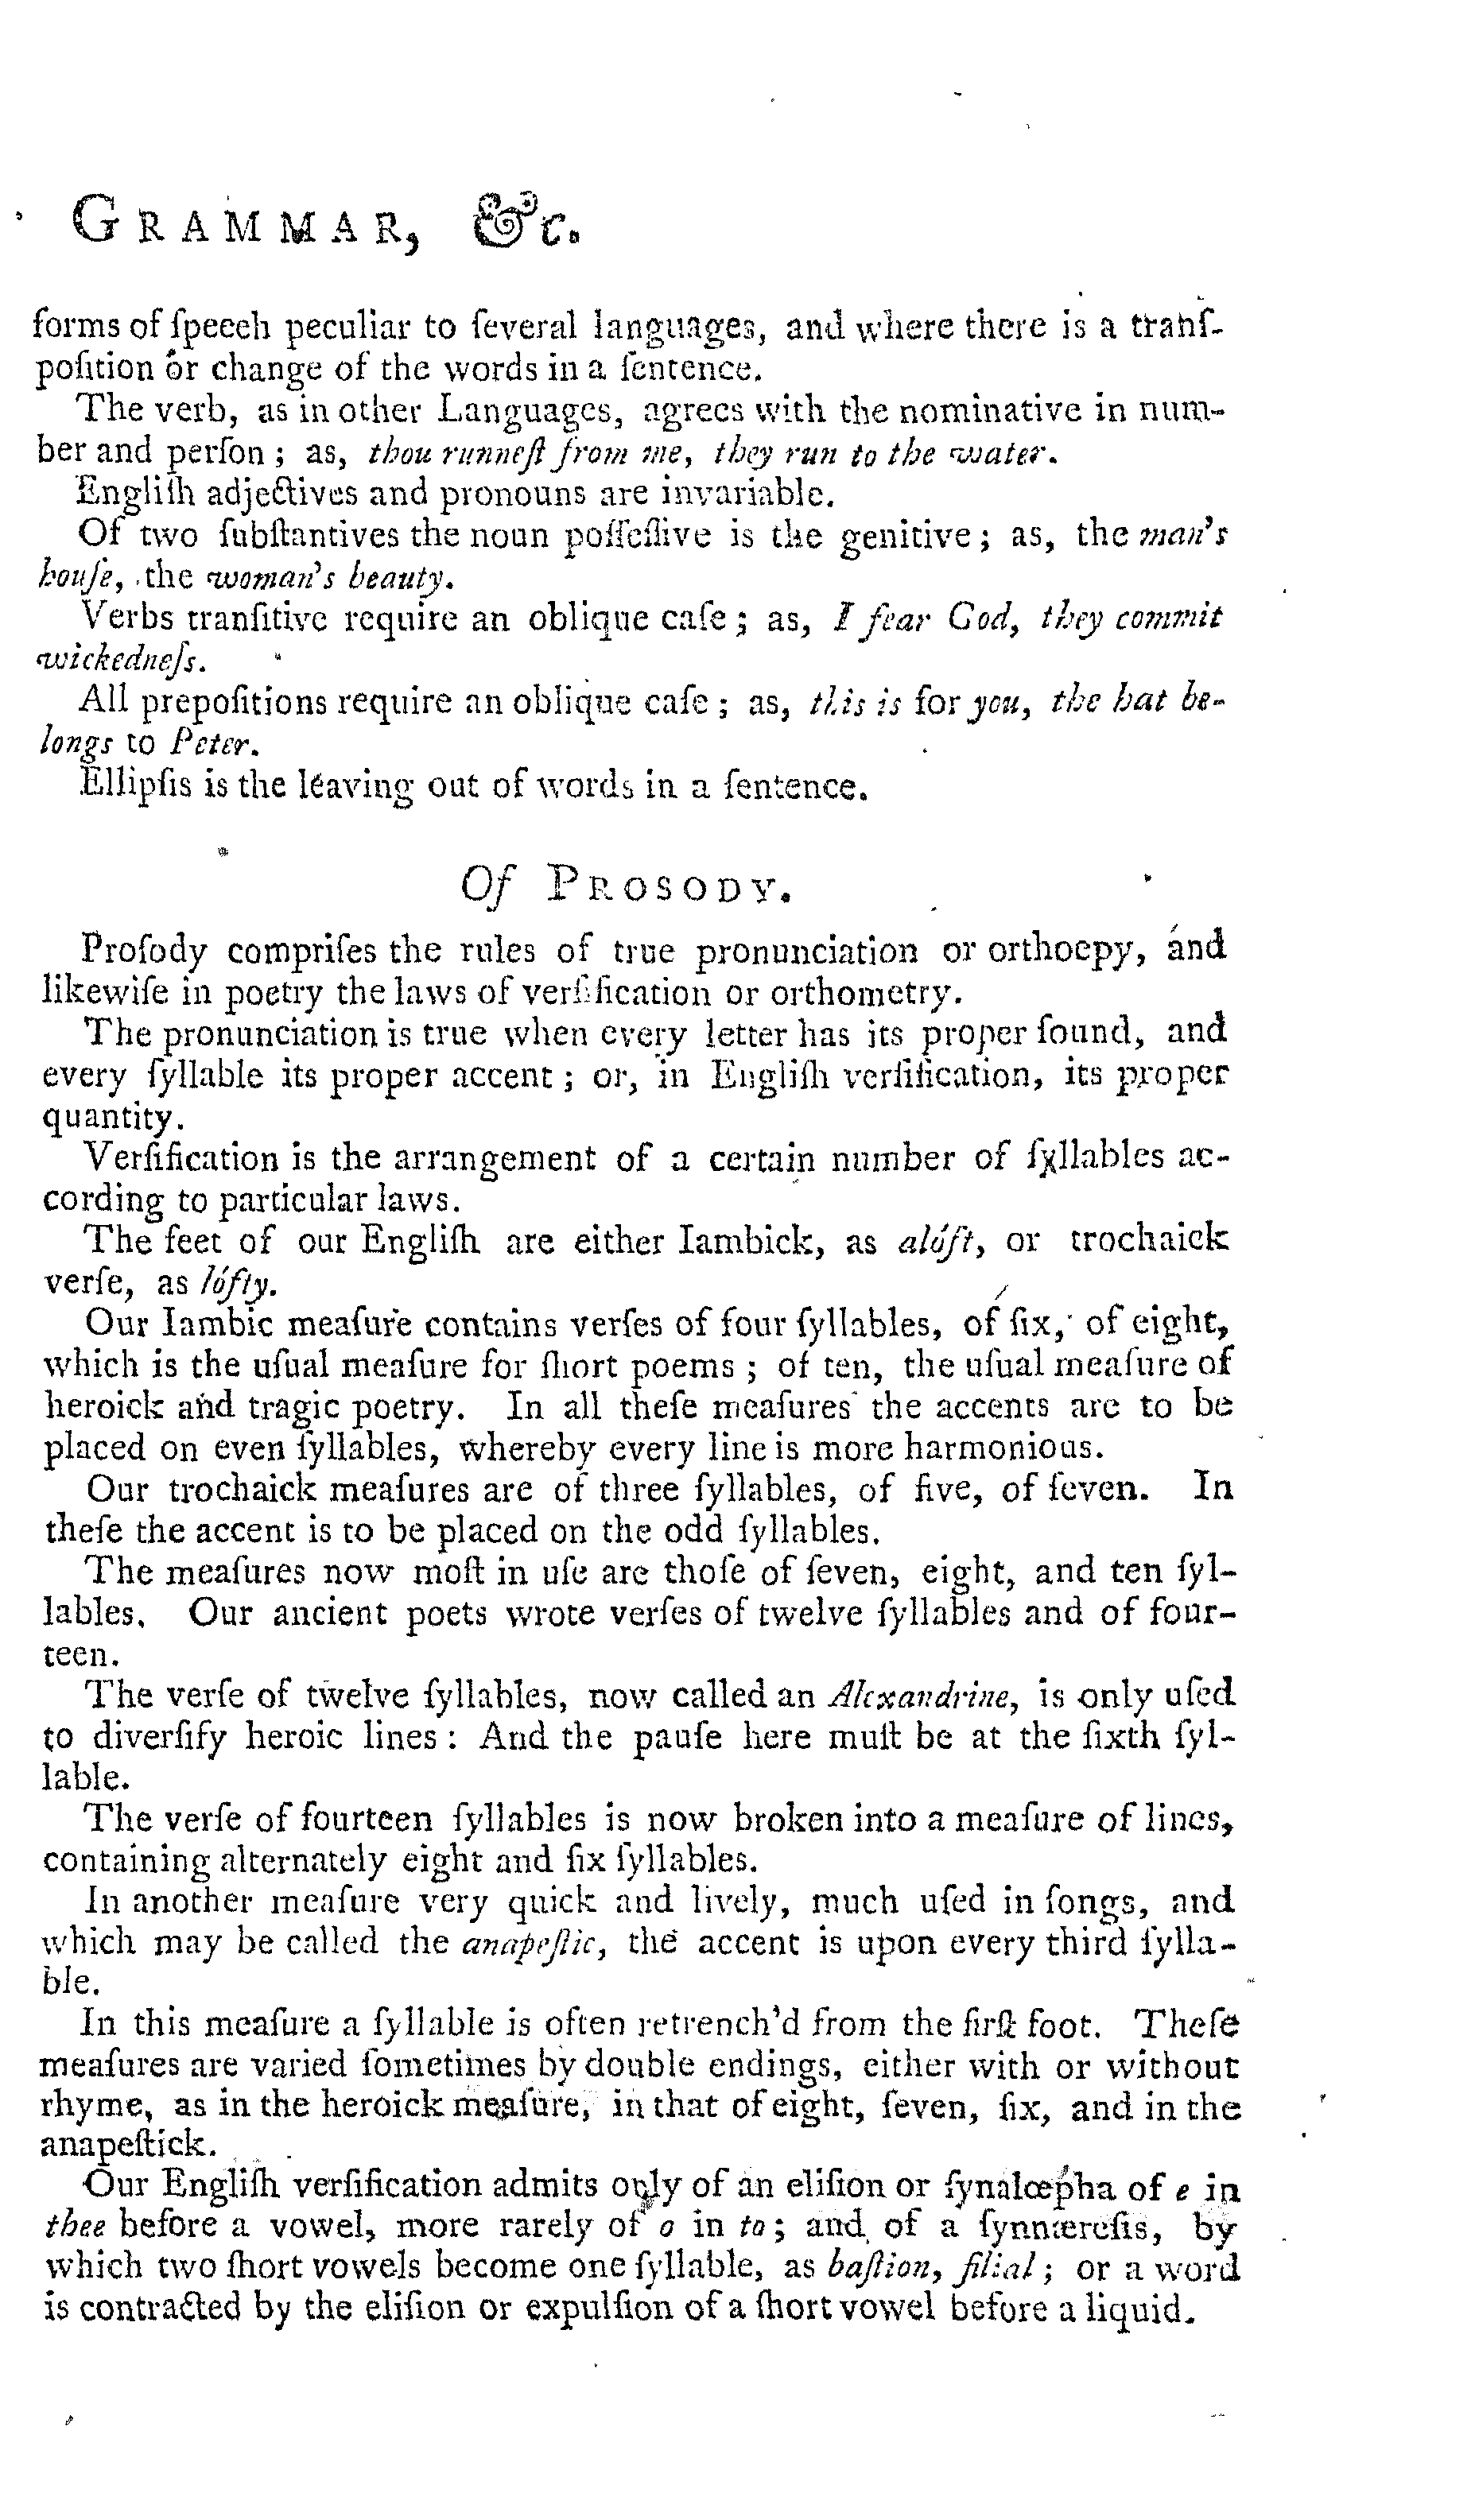 GRAMMAR, &c.
forms of ſpeech peculiar to ſeveral languages, and where there is a tranſ-
poſition or change of the words in a ſentence.
The verb, as in other Languages, agrees with the nominative in num-
ber and perſon ; as, thou runneſt from me, they run to the water.
Engliſh adjectives and pronouns are invariable.
Of two ſubſtantives the noun poſſeſſive is the genitive ; as, the man's
houſe, the woman's beauty.
Verbs tranſitive require an oblique caſe ; as, I fear God, they commit
wickedneſs.
All prepoſitions require an oblique caſe ; as, this is for you, the hat be-
longs to Peter.
Ellipſis is the leaving out of words in a ſentence.
Of PROSODY.
Proſody compriſes the rules of true pronunciation or orthoepy, and
likewiſe in poetry the laws of verſification or orthometry.
The pronunciation is true when every letter has its proper ſound, and
every ſyllable its proper accent ; or, in Engliſh verſification, its proper
quantity.
Verſification is the arrangement of a certain number of ſyllables ac-
cording to particular laws.
The feet of our Engliſh are either Iambick, as alóft, or trochaick
verſe, as lófty.
Our Iambic meaſure contains verſes of four ſyllables, of ſix, of eight,
which is the uſual meaſure for ſhort poems ; of ten, the uſual meaſure of
heroick and tragic poetry. In all theſe meaſures the accents are to be
placed on even ſyllables, whereby every line is more harmonious.
Our trochaick meaſures are of three ſyllables, of five, of ſeven. In
theſe the accent is to be placed on the odd ſyllables.
The meaſures now moſt in uſe are thoſe of ſeven, eight, and ten ſyl-
lables. Our ancient poets wrote verſes of twelve ſyllables and of four-
teen.
The verſe of twelve ſyllables, now called an Alexandrine, is only uſed
to diverſify heroic lines : And the pauſe here muſt be at the ſixth ſyl-
lable.
The verſe of fourteen ſyllables is now broken into a meaſure of lines,
containing alternately eight and ſix ſyllables.
In another meaſure very quick and lively, much uſed in ſongs, and
which may be called the anapeſtic, the accent is upon every third ſylla-
ble.
In this meaſure a ſyllable is often retrench'd from the firſt foot. Theſe
meaſures are varied ſometimes by double endings, either with or without
rhyme, as in the heroick meaſure, in that of eight, ſeven, ſix, and in the
anapeſtick.
Our Engliſh verſification admits only of an eliſion or ſynalœpha of e in
thee before a vowel, more rarely of o in to ; and of a ſynnæreſis, by
which two ſhort vowels become one ſyllable, as baſtion, filial ; or a word
is contracted by the eliſion or expulſion of a ſhort vowel before a liquid.